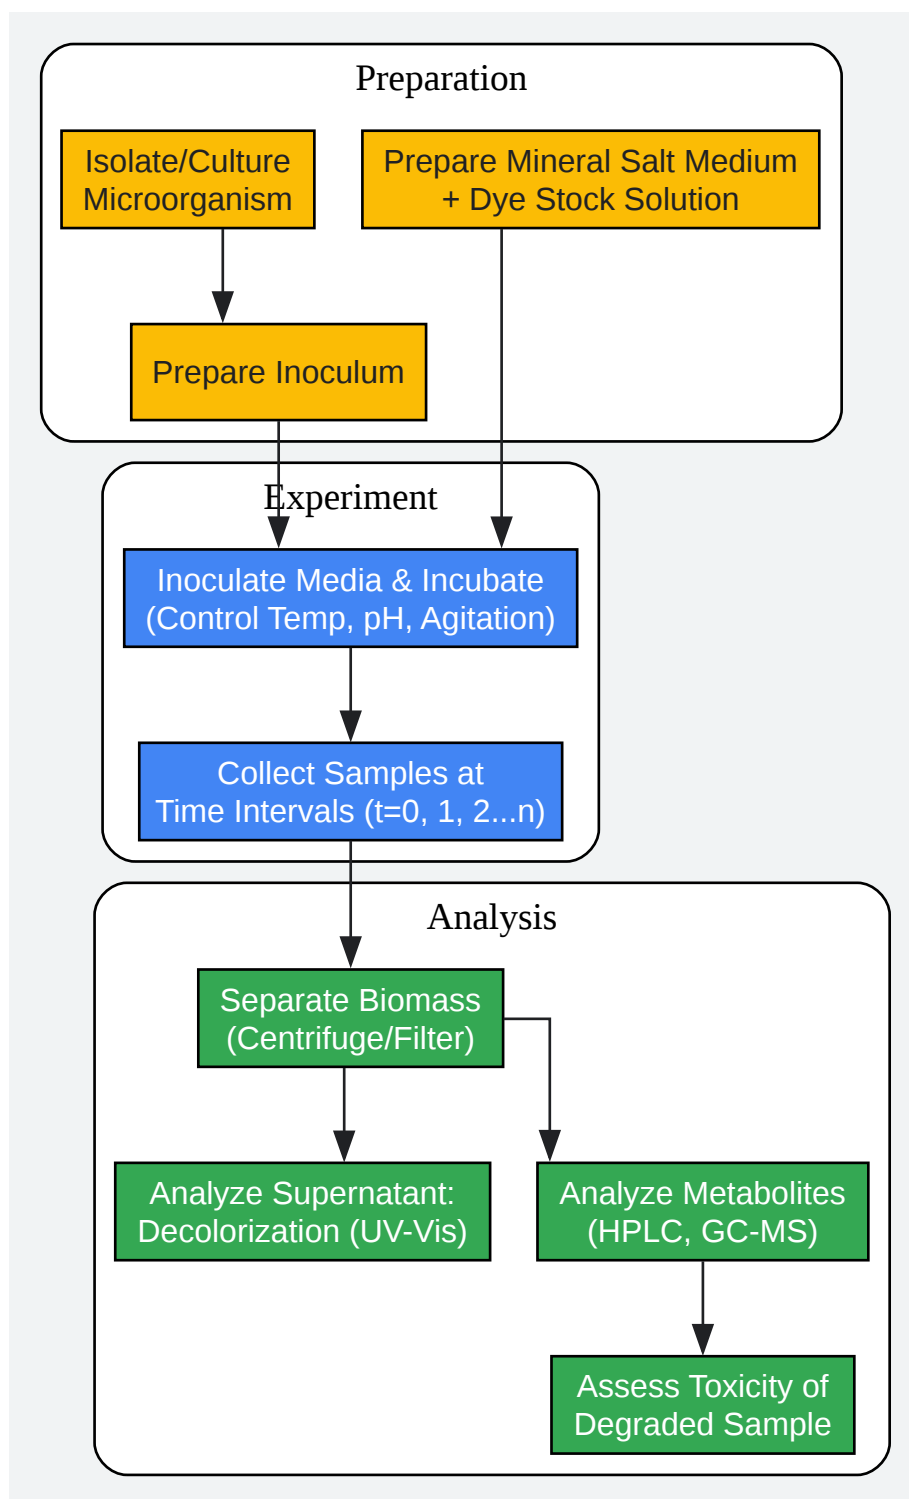 Preparation
Isolate/Culture
Microorganism
Prepare Mineral Salt Medium
+ Dye Stock Solution
Prepare Inoculum
Experiment
Inoculate Media & Incubate
(Control Temp, pH, Agitation)
Collect Samples at
Time Intervals (t=0, 1, 2...n)
Analysis
Separate Biomass
(Centrifuge/Filter)
Analyze Supernatant:
Decolorization (UV-Vis)
Analyze Metabolites
(HPLC, GC-MS)
Assess Toxicity of
Degraded Sample